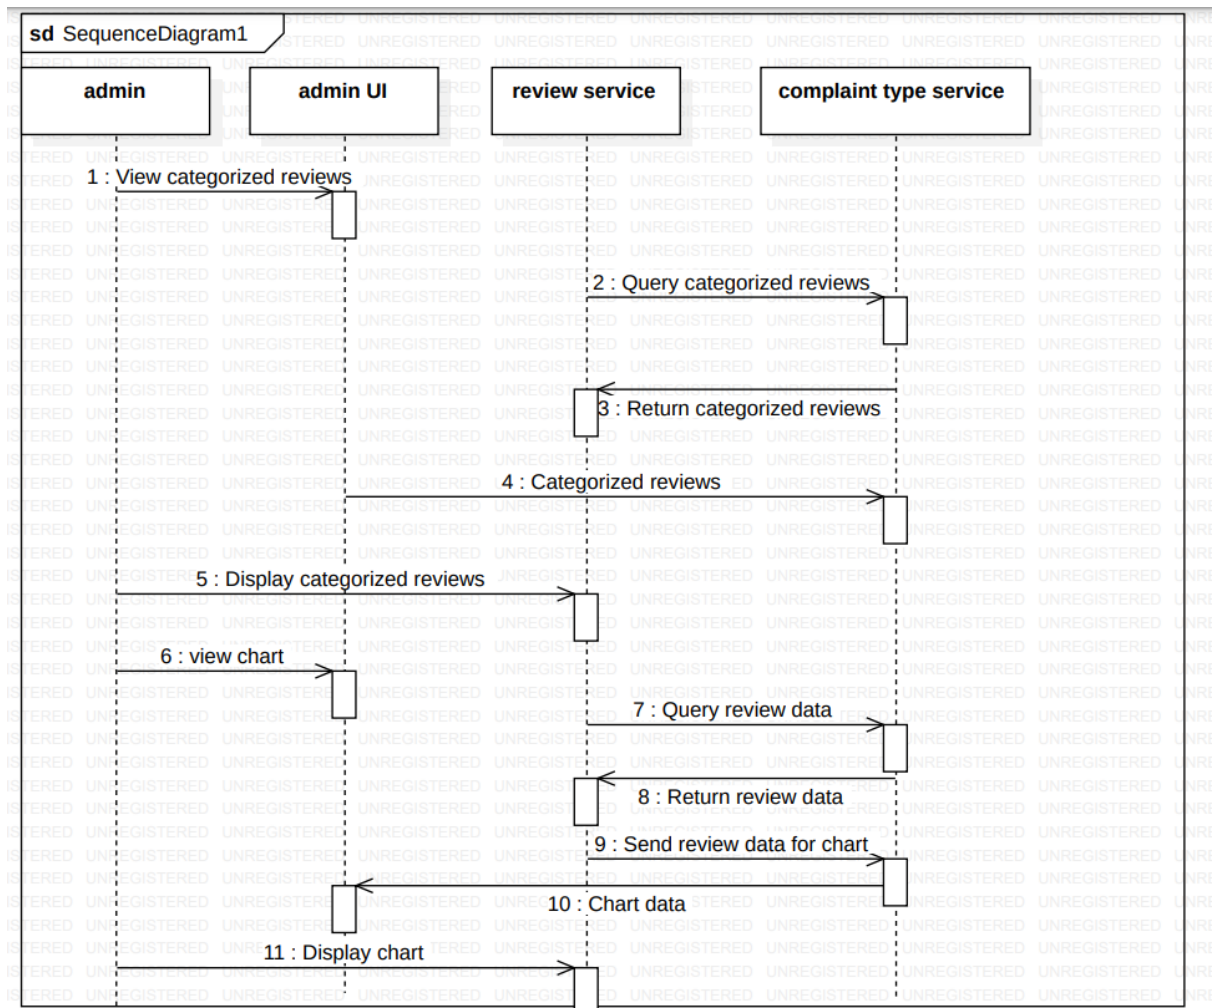 sd SequenceDiagram1
admin
admin UI
review service
complaint type service
1 : View categorized reviews
2 : Query categorized reviews
3 : Return categorized reviews
4 : Categorized reviews
5 : Display categorized reviews
6 : view chart
7 : Query review data
8 : Return review data
9 : Send review data for chart
10 : Chart data
11 : Display chart
UNREGISTERED